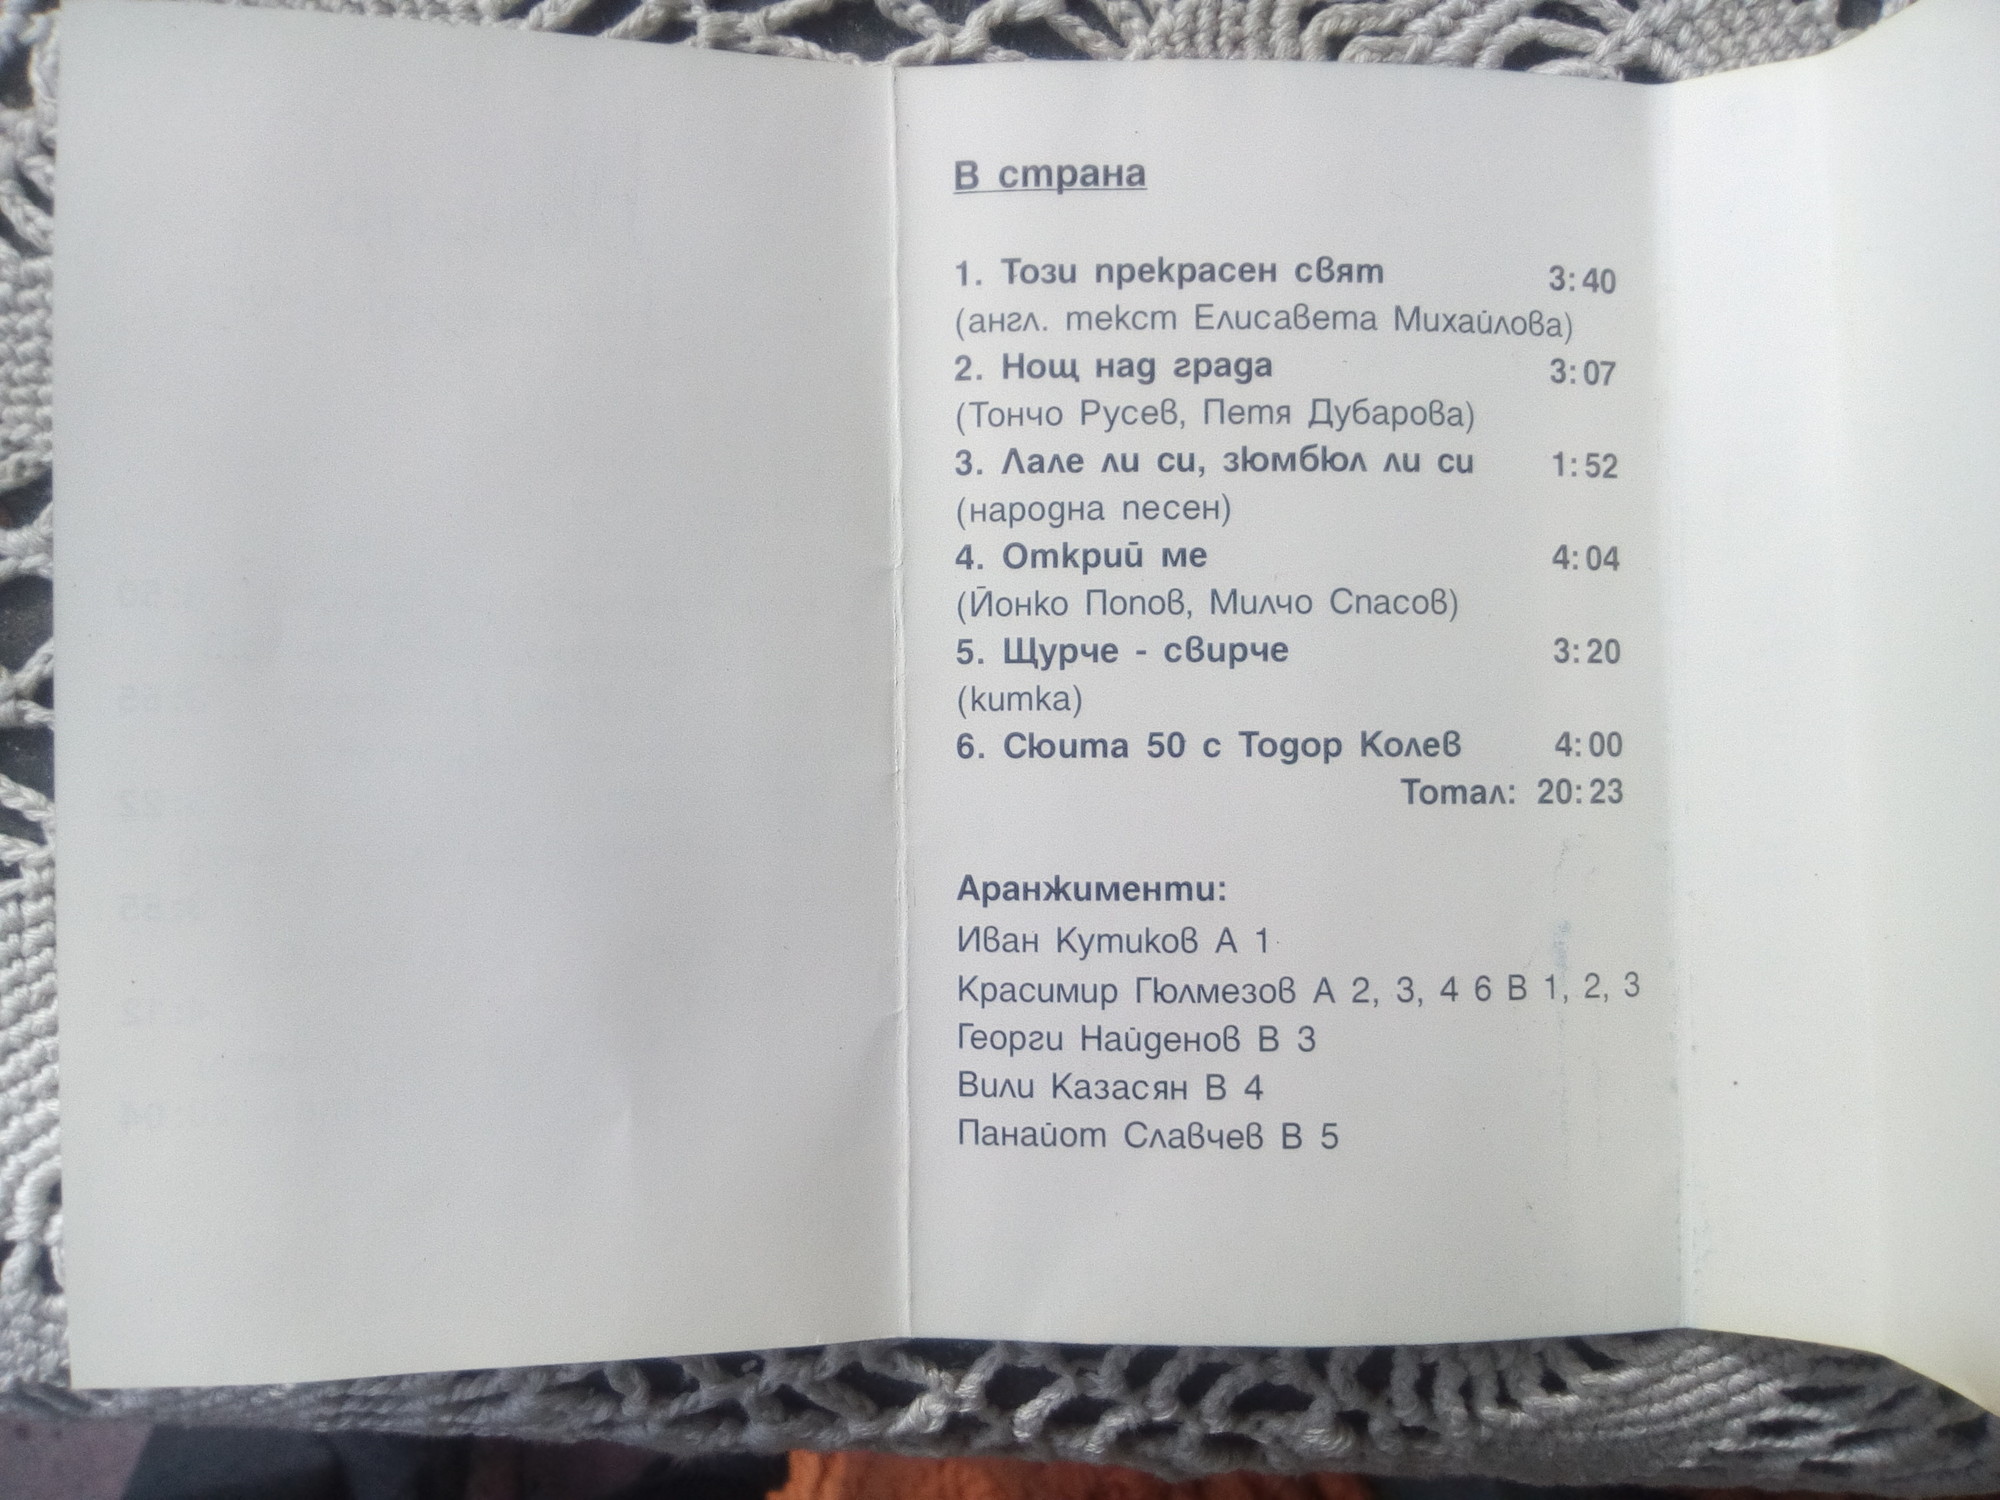 В страна
1. Този прекрасен свят 3:40
(англ. текст Елисавета Михайлова)
2. Нощ над града 3:07
(Тончо Русев, Петя Дубарова)
3. Лале ли си, зюмбюл ли си 1:52
(народна песен)
4. Открий ме 4:04
(Йонко Попов, Милчо Спасов)
5. Щурче - свирче 3:20
(китка)
6. Сюита 50 с Тодор Колев 4:00
Тотал: 20:23
Аранжименти:
Иван Кутиков А 1
Красимир Гюлмезов А 2, 3, 4 6 В 1, 2, 3
Георги Найденов В 3
Вили Казасян В 4
Панайот Славчев В 5